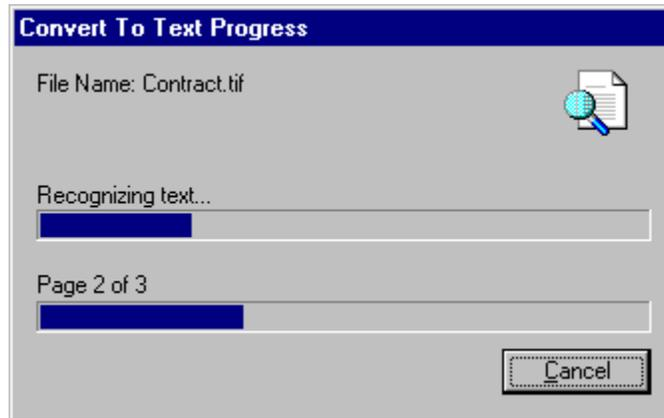 Convert To Text Progress
File Name: Contract.tif
Recognizing text...
Page 2 of 3
Cancel